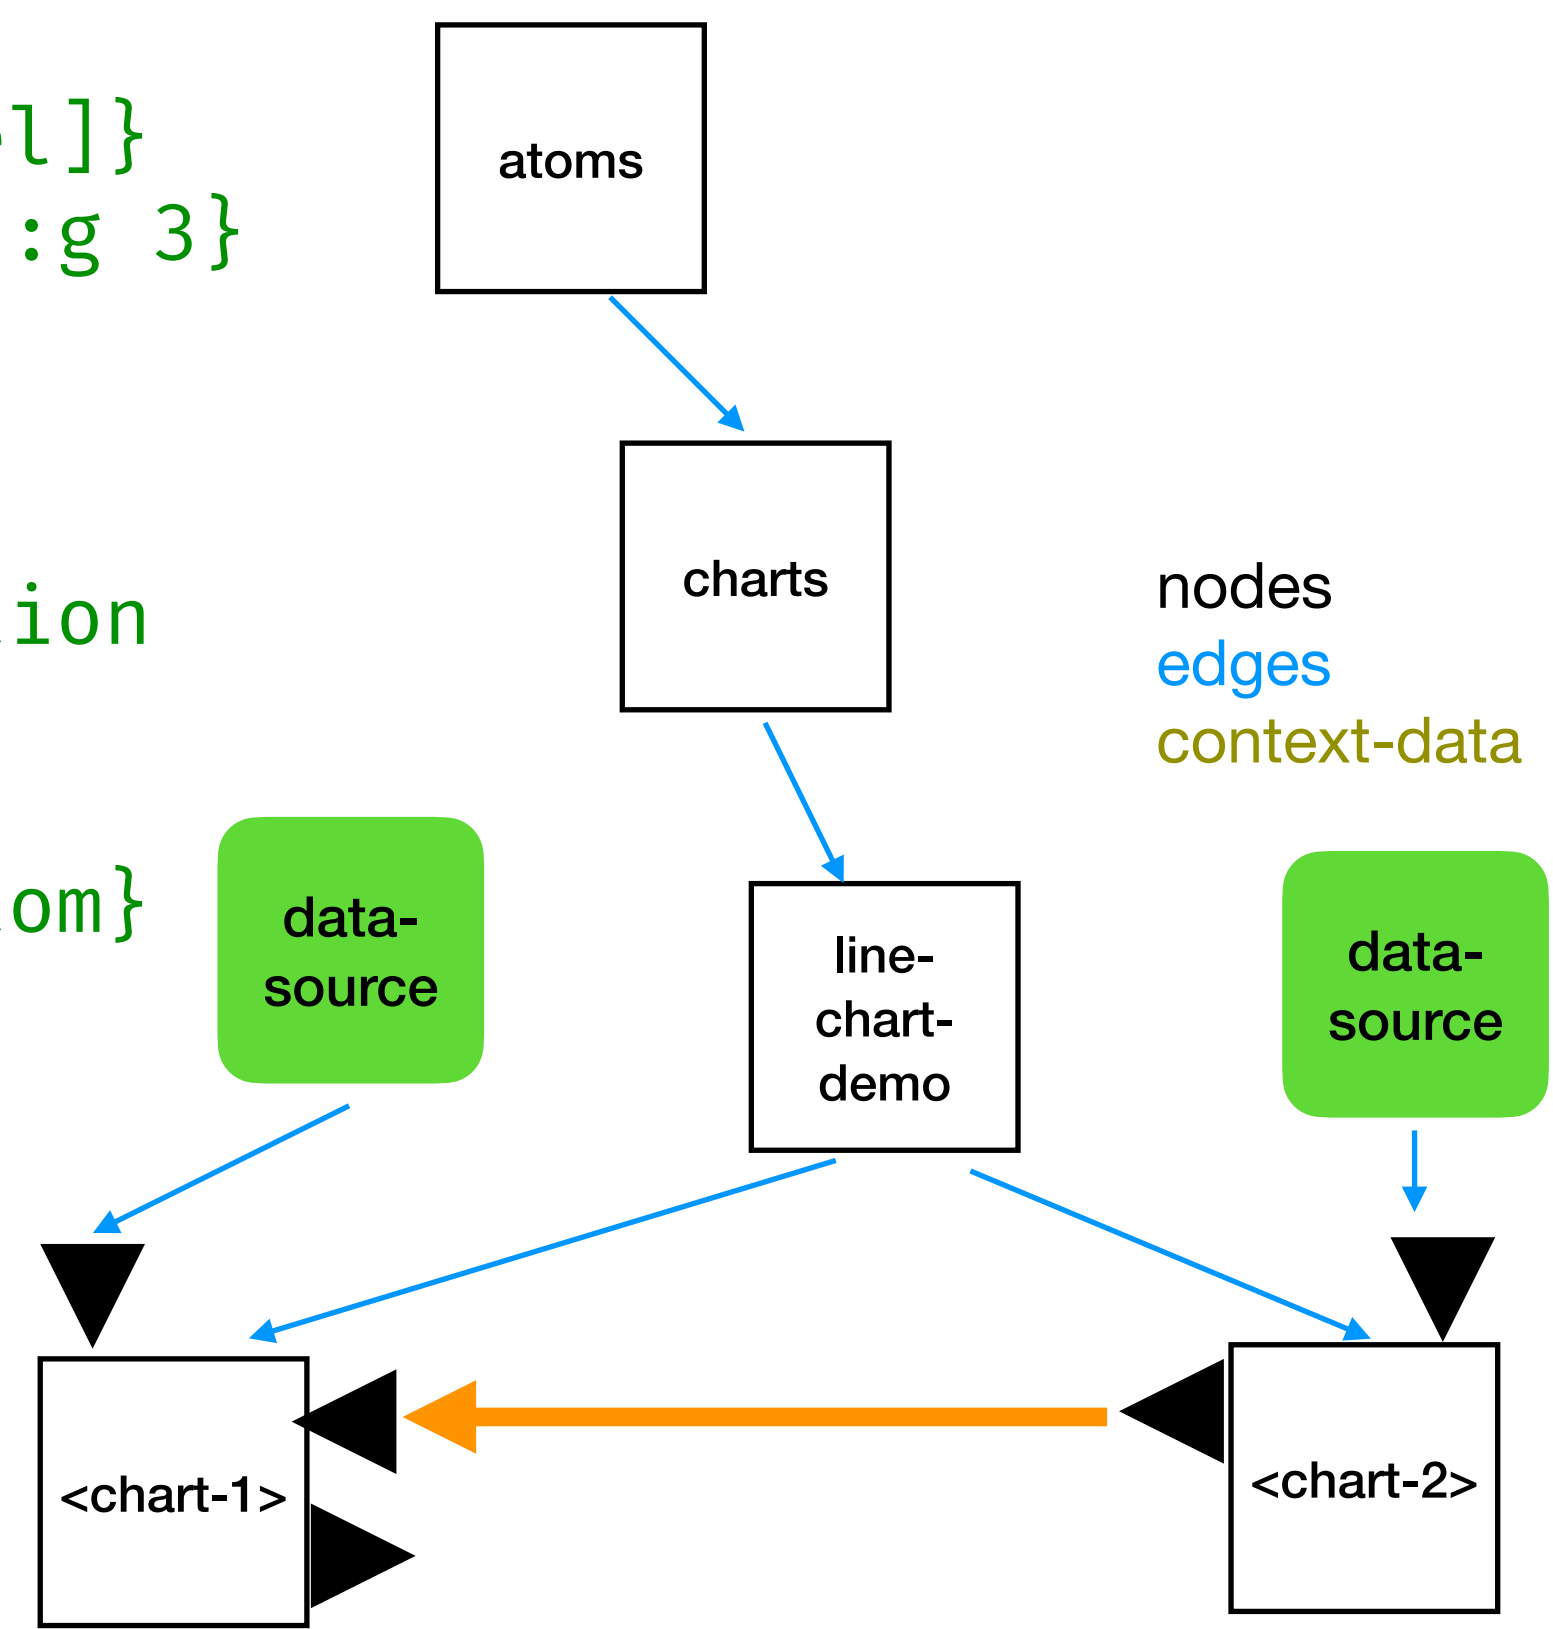 l]}
:g 3}
ion
om}
atoms
charts
nodes
edges
context-data
data-
source
line-
chart-
demo
data-
source
<chart-1>
<chart-2>